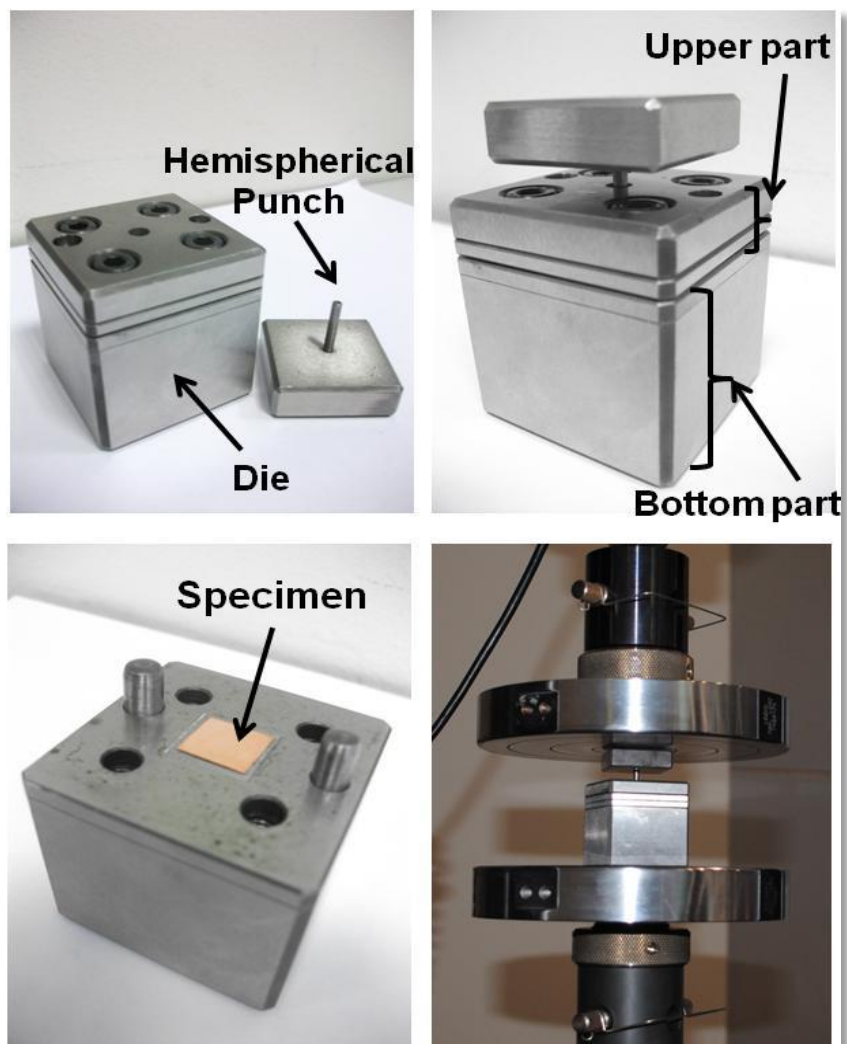 Hemispherical
Punch
Die
Upper part
Bottom part
Specimen